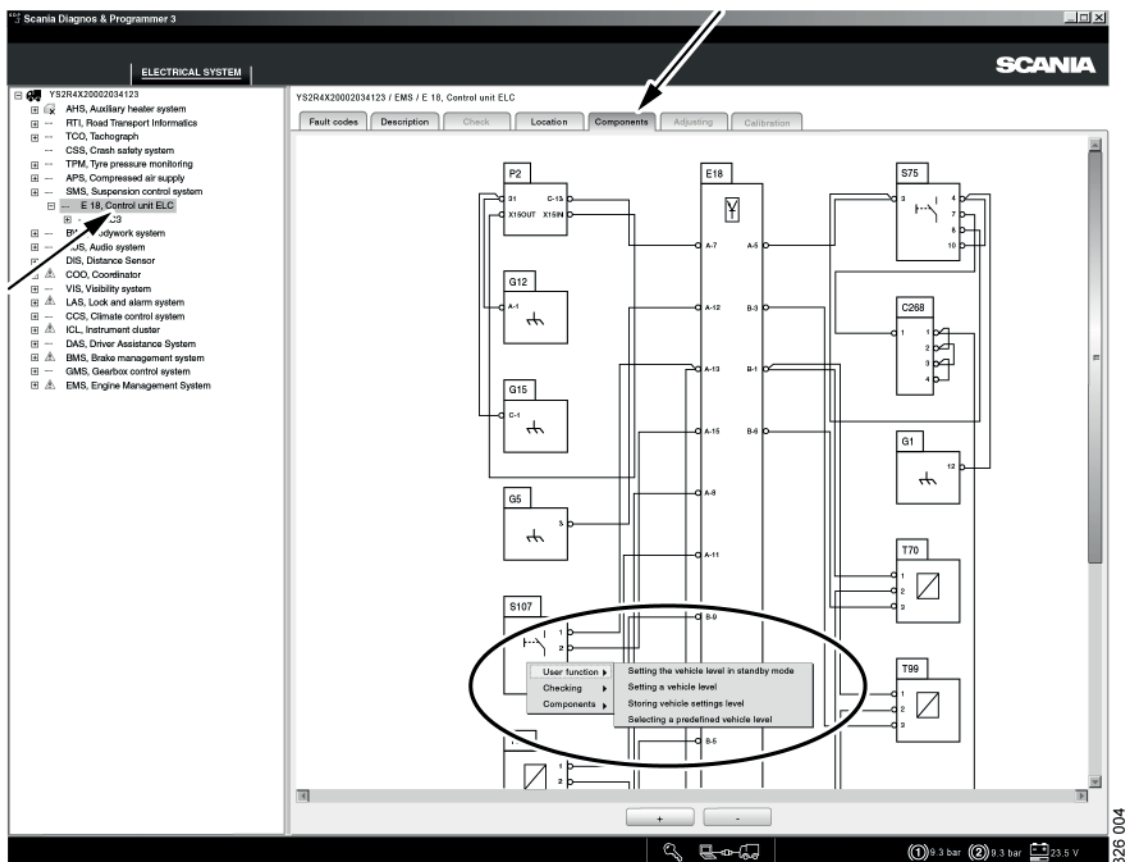 Scania Diagnos & Programmer 3
ELECTRICAL SYSTEM
SCANIA
YS2R4X20002034123
AHS, Auxiliary heater system
RTI, Road Transport Informatics
TCO, Tachograph
CSS, Crash safety system
TPM, Tyre pressure monitoring
APS, Compressed air supply
SMS, Suspension control system
E 18, Control unit ELC
C3
system
Audio system
DIS, Distance Sensor
COO, Coordinator
VIS, Visibility system
LAS, Lock and alarm system
CCS, Climate control system
ICL, Instrument cluster
DAS, Driver Assistance System
BMS, Brake management system
GMS, Gearbox control system
EMS, Engine Management System
YS2R4X20002034123 / EMS / E 18, Control unit ELC
Fault codes Description Check Location Components Adjusting Calibration
P2
31 C-13
X15OUT X15IN
G12
A-1
G15
C-1
G5
3
S107
1
2
1
2
E18
A-7 A-5
A-12 B-3
A-13 B-1
A-15 B-6
A-8
A-11
B-9
B-5
S75
3 4
7
8
10
C268
1 1
2
3
4
G1
12
T70
1
2
3
T99
1
2
3
User function
Checking
Components
Setting the vehicle level in standby mode
Setting a vehicle level
Storing vehicle settings level
Selecting a predefined vehicle level
+ -
(1) 9.3 bar (2) 9.3 bar 23.5 V
326 004